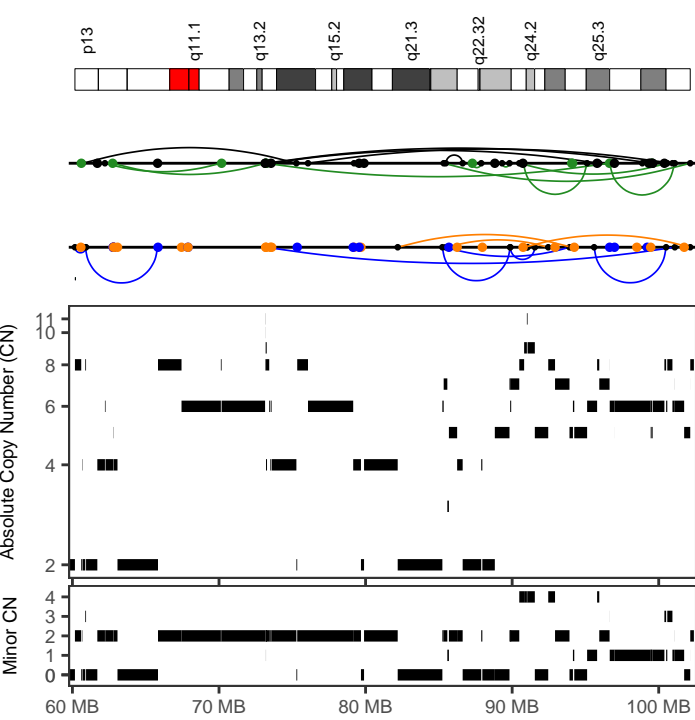 p13
q11.1
q13.2
q15.2
q21.3
q22.32
q24.2
q25.3
Absolute Copy Number (CN)
11
10
8
6
4
2
Minor CN
4
3
2
1
0
60 MB
70 MB
80 MB
90 MB
100 MB